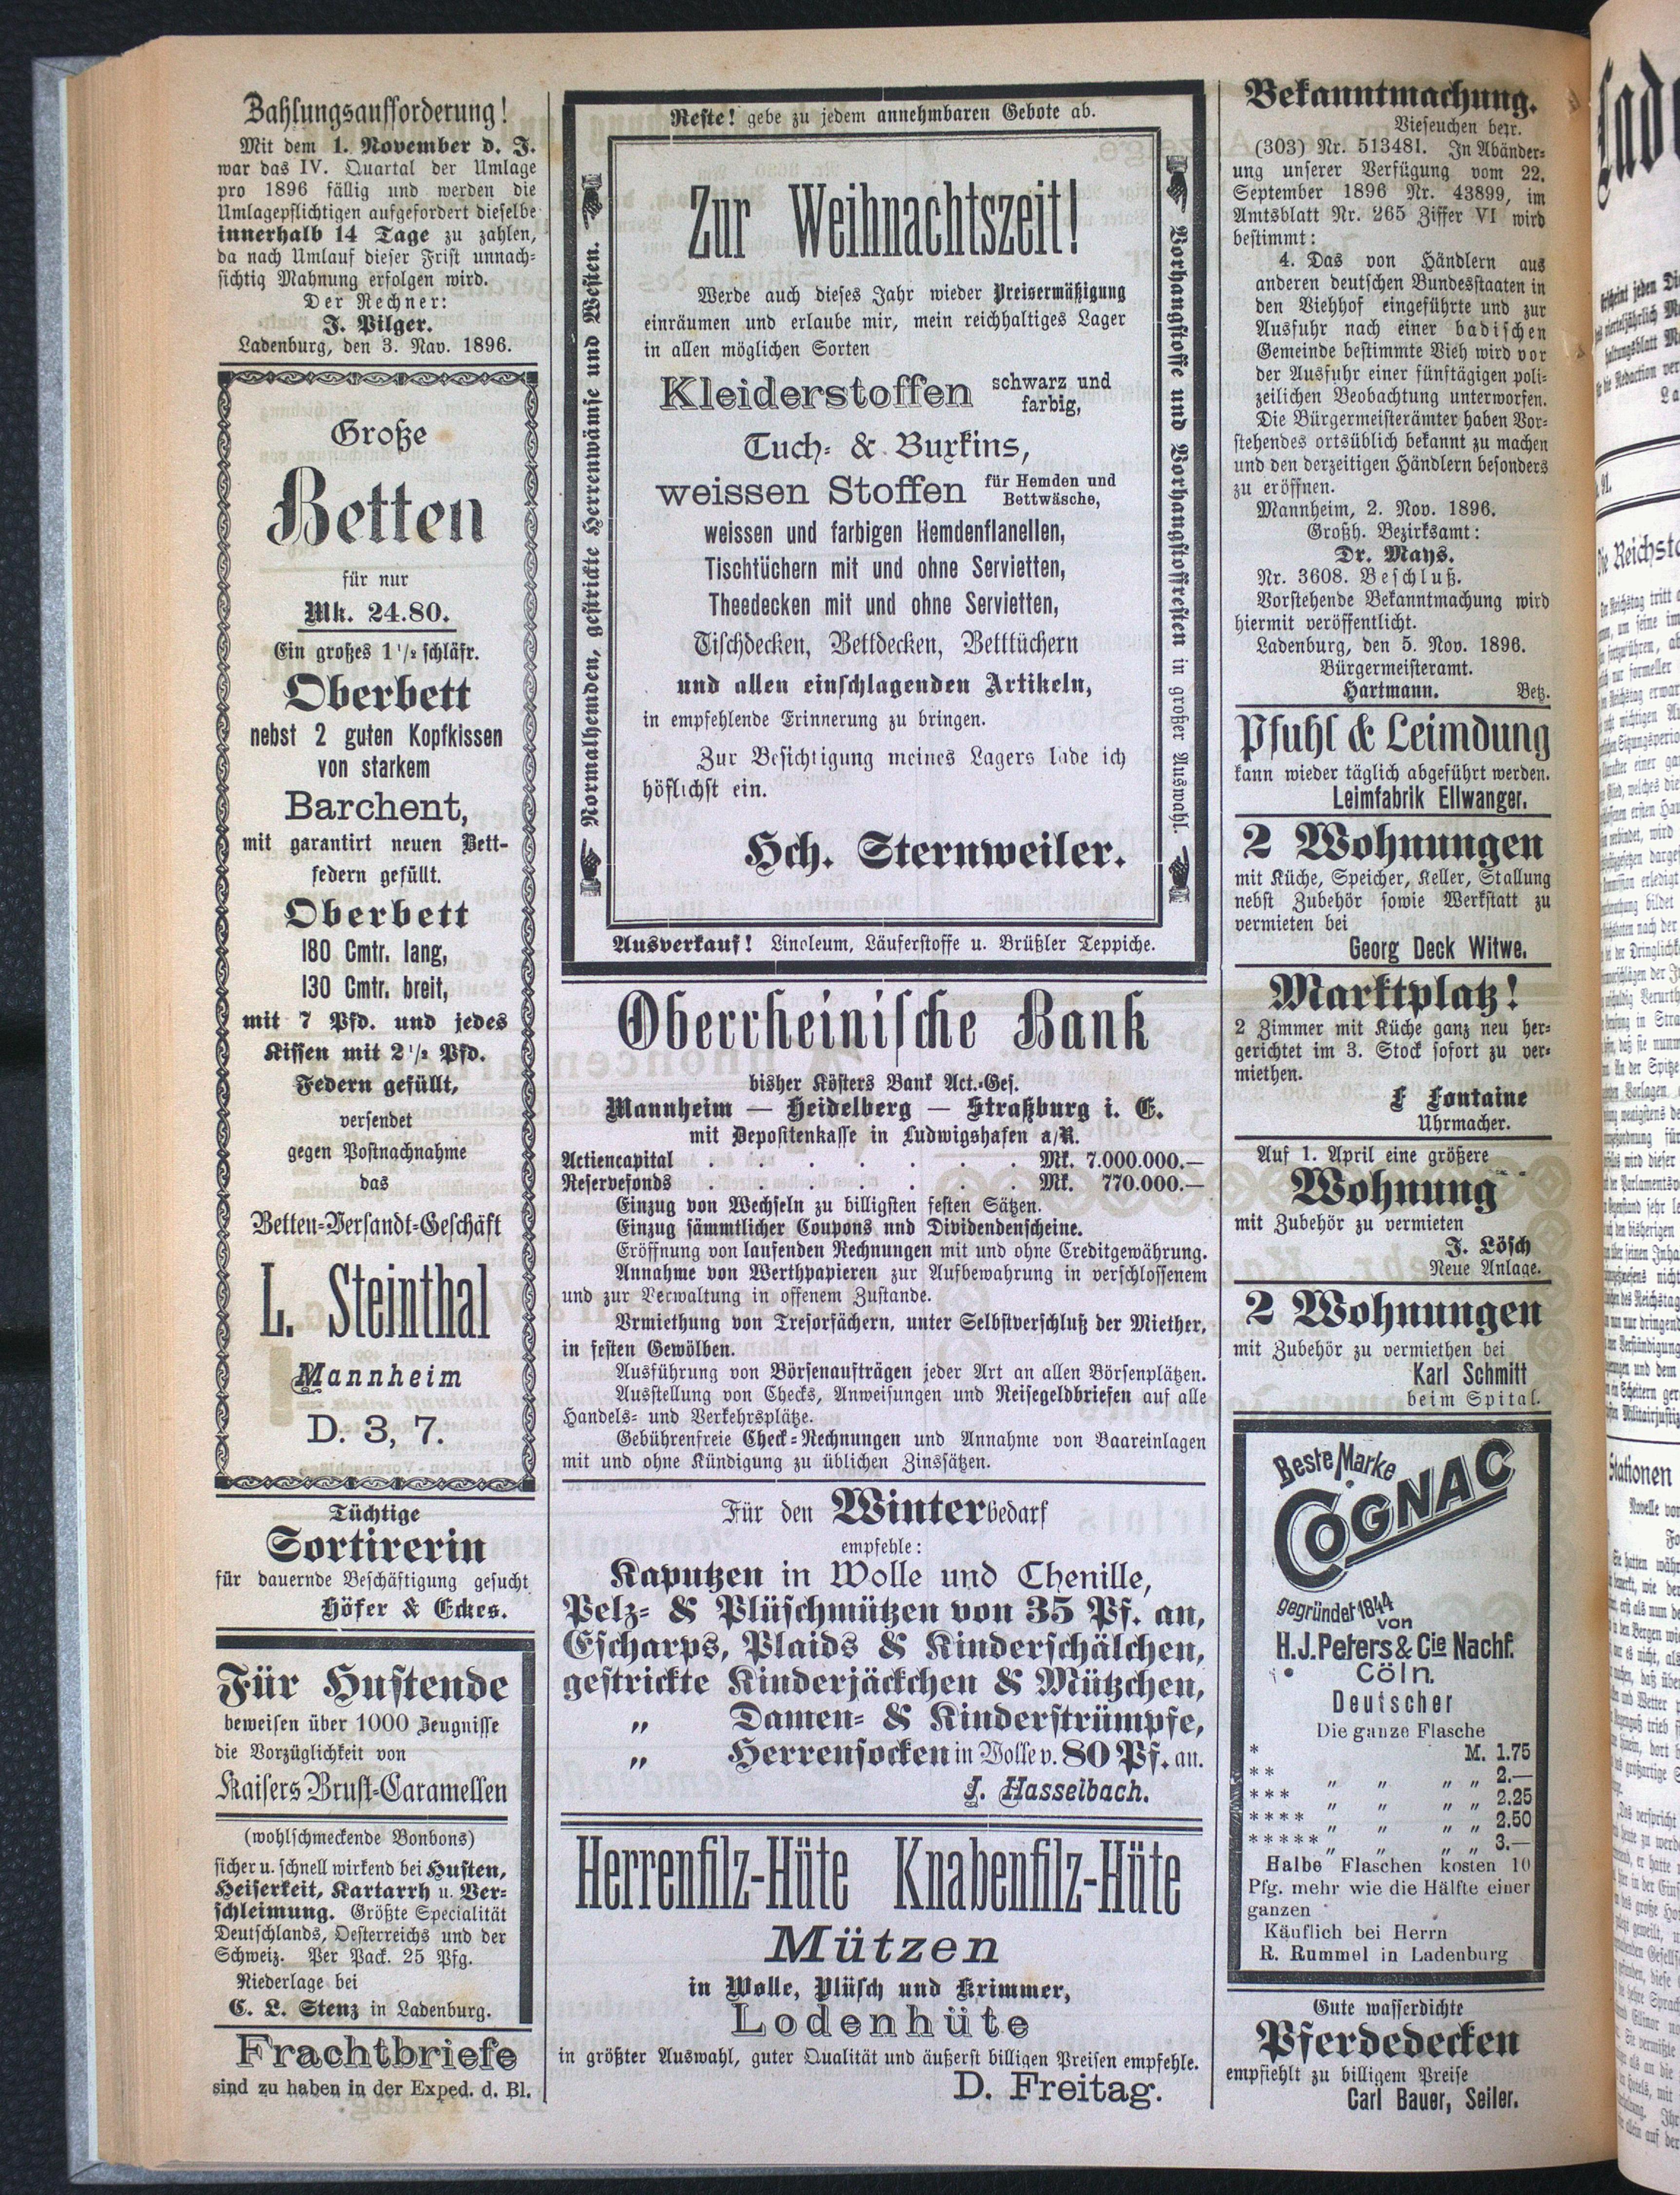 Zahlungsaufforderung!
Mit dem 1. November d. J.
war das IV. Quartal der Umlage
pro 1896 fällig und werden die
Umlagepflichtigen aufgefordert dieselbe
innerhalb 14 Tage zu zahlen,
da nach Umlauf dieser Frist unnach-
sichtig Mahnung erfolgen wird.
Der Rechner:
J. Pilger.
Ladenburg, den 3. Nav. 1896.
Große
Betten
für nur
Mk. 24.80.
Ein großes 1 1/2 schläfr.
Oberbett
nebst 2 guten Kopfkissen
von starkem
Barchent,
mit garantirt neuen Bett-
federn gefüllt.
Oberbett
180 Cmtr. lang,
130 Cmtr. breit,
mit 7 Pfd. und jedes
Kissen mit 2 1/2 Pfd.
Federn gefüllt,
versendet
gegen Postnachnahme
das
Betten-Versandt-Geschäft
L. Steinthal
Mannheim
D. 3, 7.
Tüchtige
Sortirerin
für dauernde Beschäftigung gesucht
Höfer & Eckes.
Für Hustende
beweisen über 1000 Zeugnisse
die Vorzüglichkeit von
Kaisers Brust-Caramellen
(wohlschmeckende Bonbons)
sicher u. schnell wirkend bei Husten,
Heiserkeit, Kartarrh u. Ver-
schleimung. Größte Specialität
Deutschlands, Oesterreichs und der
Schweiz. Per Pack. 25 Pfg.
Niederlage bei
C. L. Stenz in Ladenburg.
Frachtbriefe
sind zu haben in der Exped. d. Bl.
Reste! gebe zu jedem annehmbaren Gebote ab.
Normalhemden, gestrickte Herrenwämse und Westen.
Zur Weihnachtszeit!
Werde auch dieses Jahr wieder Preisermäßigung
einräumen und erlaube mir, mein reichhaltiges Lager
in allen möglichen Sorten
Kleiderstoffen schwarz und
farbig,
Tuch- & Buxkins,
weissen Stoffen für Hemden und
Bettwäsche,
weissen und farbigen Hemdenflanellen,
Tischtüchern mit und ohne Servietten,
Theedecken mit und ohne Servietten,
Tischdecken, Bettdecken, Betttüchern
und allen einschlagenden Artikeln,
in empfehlende Erinnerung zu bringen.
Zur Besichtigung meines Lagers lade ich
höflichst ein.
Hch. Sternweiler.
Vorhangstoffe und Vorhangstoffresten in großer Auswahl.
Ausverkauf! Linoleum, Läuferstoffe u. Brüßler Teppiche.
Oberrheinische Bank
bisher Kösters Bank Act.-Ges.
Mannheim — Heidelberg — Straßburg i. E.
mit Depositenkasse in Ludwigshafen a/R.
Actiencapital . . . . . . . Mk. 7.000.000.—
Reservefonds . . . . . . . Mk. 770.000.—
Einzug von Wechseln zu billigsten festen Sätzen.
Einzug sämmtlicher Coupons nnd Dividendenscheine.
Eröffnung von laufenden Rechnungen mit und ohne Creditgewährung.
Annahme von Werthpapieren zur Aufbewahrung in verschlossenem
und zur Verwaltung in offenem Zustande.
Vrmiethung von Tresorfächern, unter Selbstverschluß der Miether,
in festen Gewölben.
Ausführung von Börsenaufträgen jeder Art an allen Börsenplätzen.
Ausstellung von Checks, Anweisungen und Reisegeldbriefen auf alle
Handels- und Verkehrsplätze.
Gebührenfreie Check-Rechnungen und Annahme von Baareinlagen
mit und ohne Kündigung zu üblichen Zinssätzen.
Für den Winterbedarf
empfehle:
Kaputzen in Wolle und Chenille,
Pelz- & Plüschmützen von 35 Pf. an,
Escharps, Plaids & Kinderschälchen,
gestrickte Kinderjäckchen & Mützchen,
„ Damen- & Kinderstrümpfe,
„ Herrensocken in Wolle v. 80 Pf. an.
J. Hasselbach.
Herrenfilz-Hüte Knabenfilz-Hüte
Mützen
in Wolle, Plüsch und Krimmer,
Lodenhüte
in größter Auswahl, guter Qualität und äußerst billigen Preisen empfehle.
D. Freitag.
Bekanntmachung.
Vieseuchen betr.
(303) Nr. 513481. In Abänder-
ung unserer Verfügung vom 22.
September 1896 Nr. 43899, im
Amtsblatt Nr. 265 Ziffer VI wird
bestimmt:
4. Das von Händlern aus
anderen deutschen Bundesstaaten in
den Viehhof eingeführte und zur
Ausfuhr nach einer badischen
Gemeinde bestimmte Vieh wird vor
der Ausfuhr einer fünftägigen poli-
zeilichen Beobachtung unterworfen.
Die Bürgermeisterämter haben Vor-
stehendes ortsüblich bekannt zu machen
und den derzeitigen Händlern besonders
zu eröffnen.
Mannheim, 2. Nov. 1896.
Großh. Bezirksamt:
Dr. Mays.
Nr. 3608. Beschluß.
Vorstehende Bekanntmachung wird
hiermit veröffentlicht.
Ladenburg, den 5. Nov. 1896.
Bürgermeisteramt.
Hartmann. Betz.
Pfuhl & Leimdung
kann wieder täglich abgeführt werden.
Leimfabrik Ellwanger.
2 Wohnungen
mit Küche, Speicher, Keller, Stallung
nebst Zubehör sowie Werkstatt zu
vermieten bei
Georg Deck Witwe.
Marktplatz!
2 Zimmer mit Küche ganz neu her-
gerichtet im 3. Stock sofort zu ver-
miethen.
F Fontaine
Uhrmacher.
Auf 1. April eine größere
Wohnung
mit Zubehör zu vermieten
J. Lösch
Neue Anlage.
2 Wohnungen
mit Zubehör zu vermiethen bei
Karl Schmitt
beim Spital.
Beste Marke
COGNAC
gegründet 1844
von
H.J. Peters & Cie Nachf.
Cöln.
Deutscher
Die ganze Flasche
* M. 1.75
** „ „ „ „ 2.—
*** „ „ „ „ 2.25
**** „ „ „ „ 2.50
***** „ „ „ „ 3.—
Halbe Flaschen kosten 10
Pfg. mehr wie die Hälfte einer
ganzen
Käuflich bei Herrn
R. Rummel in Ladenburg
Gute wasserdichte
Pferdedecken
empfiehlt zu billigem Preise
Carl Bauer, Seiler.